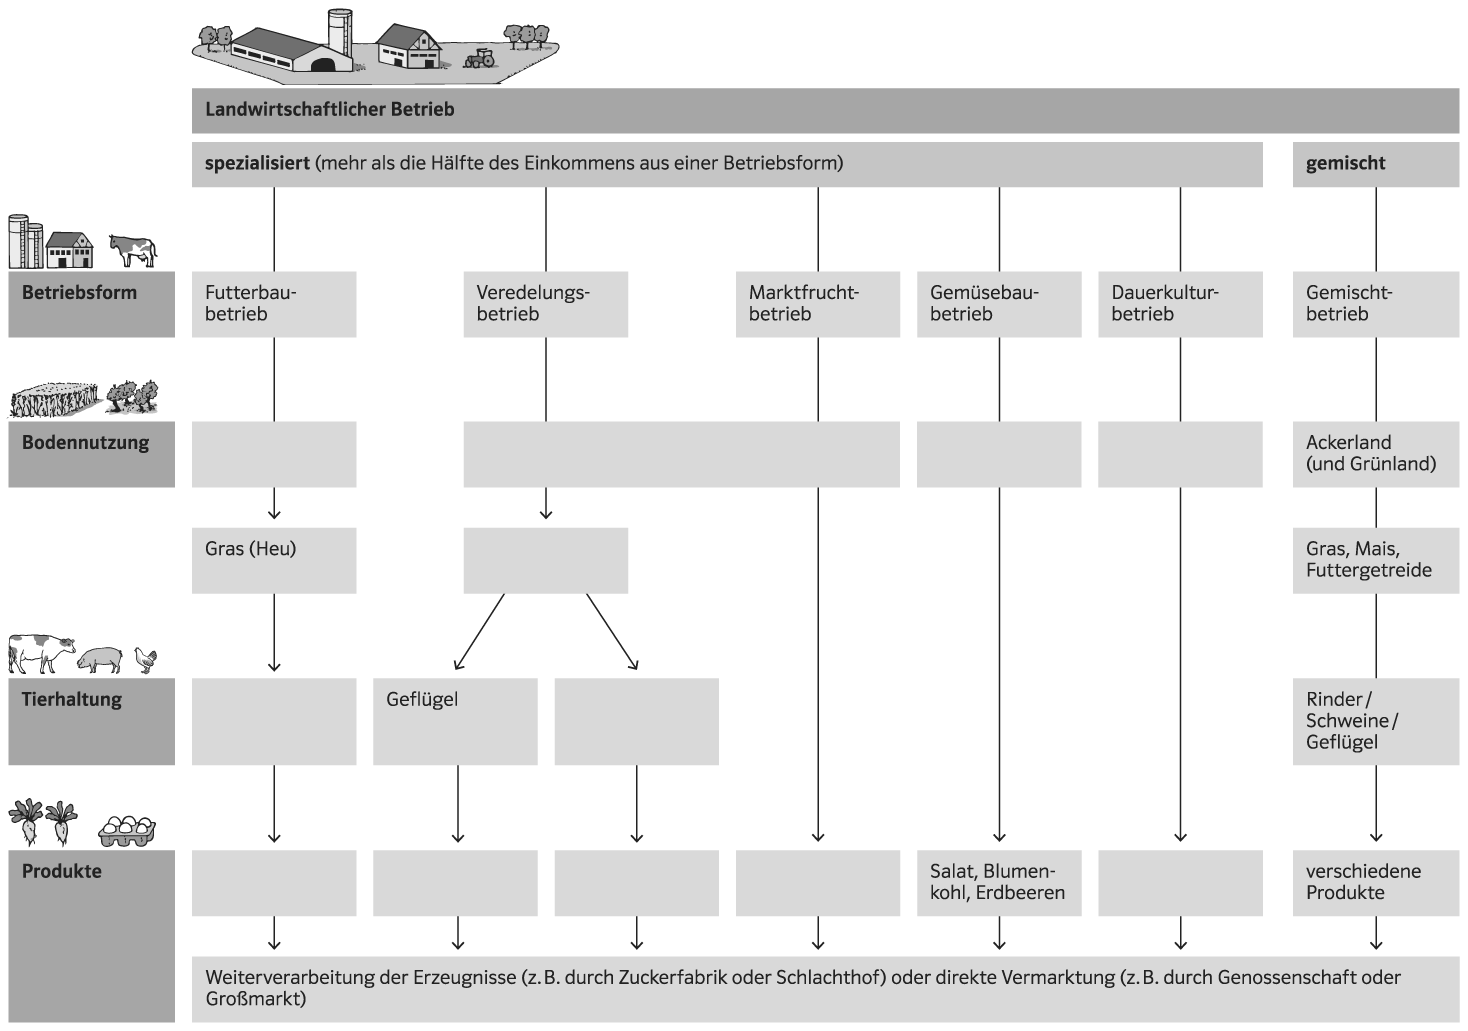 Landwirtschaftlicher Betrieb
spezialisiert (mehr als die Hälfte des Einkommens aus einer Betriebsform)
gemischt
Betriebsform
Futterbau-
betrieb
Veredelungs-
betrieb
Marktfrucht-
betrieb
Gemüsebau-
betrieb
Dauerkultur-
betrieb
Gemischt-
betrieb
Bodennutzung
Ackerland
(und Grünland)
Gras (Heu)
Gras, Mais,
Futtergetreide
Tierhaltung
Geflügel
Rinder/
Schweine/
Geflügel
Produkte
Salat, Blumen-
kohl, Erdbeeren
verschiedene
Produkte
Weiterverarbeitung der Erzeugnisse (z. B. durch Zuckerfabrik oder Schlachthof) oder direkte Vermarktung (z. B. durch Genossenschaft oder
Großmarkt)